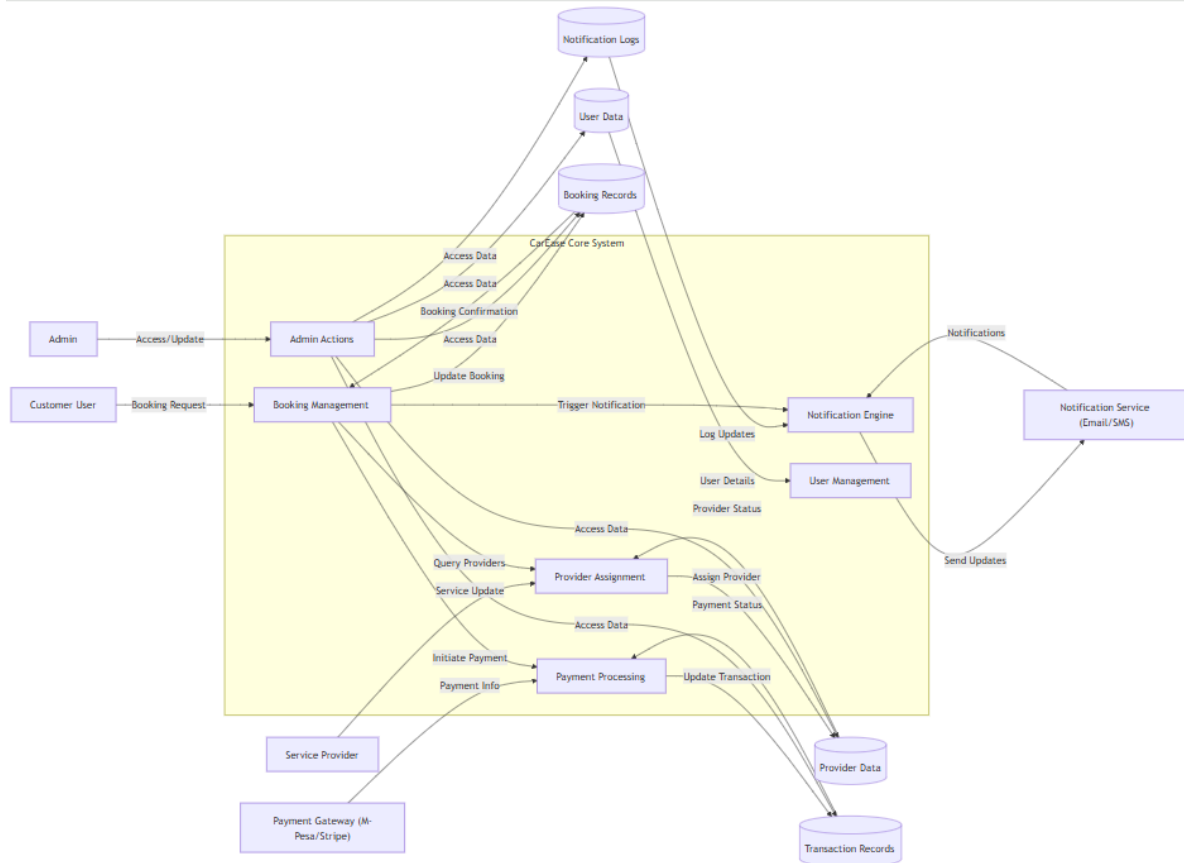 Notification Logs
User Data
Booking Records
CarEase Core System
Access Data
Access Data
Booking Confirmation
Access Data
Update Booking
Admin
Access/Update
Admin Actions
Notifications
Customer User
Booking Request
Booking Management
Trigger Notification
Notification Engine
Notification Service
(Email/SMS)
Log Updates
User Details
User Management
Provider Status
Access Data
Send Updates
Query Providers
Service Update
Provider Assignment
Assign Provider
Payment Status
Access Data
Initiate Payment
Payment Info
Payment Processing
Update Transaction
Service Provider
Provider Data
Payment Gateway (M-
Pesa/Stripe)
Transaction Records